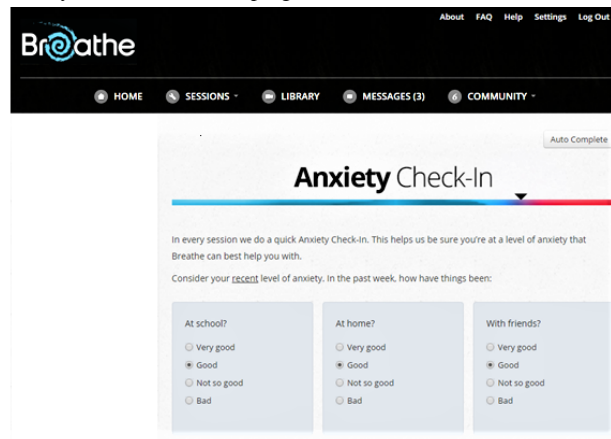 About FAQ Help Settings Log Out
Breathe
HOME SESSIONS LIBRARY MESSAGES (3) 6 COMMUNITY
Auto Complete
Anxiety Check-In
In every session we do a quick Anxiety Check-In. This helps us be sure you're at a level of anxiety that
Breathe can best help you with.
Consider your recent level of anxiety. In the past week, how have things been:
At school? At home? With friends?
Very good Very good Very good
Good Good Good
Not so good Not so good Not so good
Bad Bad Bad